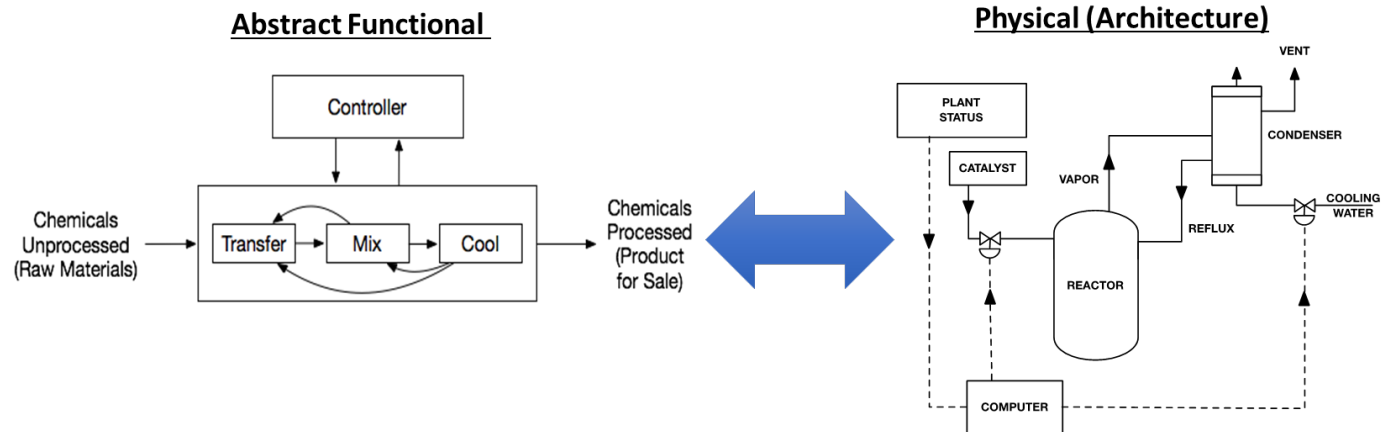 Abstract Functional
Controller
Chemicals
Unprocessed
(Raw Materials)
Transfer
Mix
Cool
Chemicals
Processed
(Product
for Sale)
Physical (Architecture)
VENT
PLANT
STATUS
CONDENSER
CATALYST
VAPOR
COOLING
WATER
REFLUX
REACTOR
COMPUTER